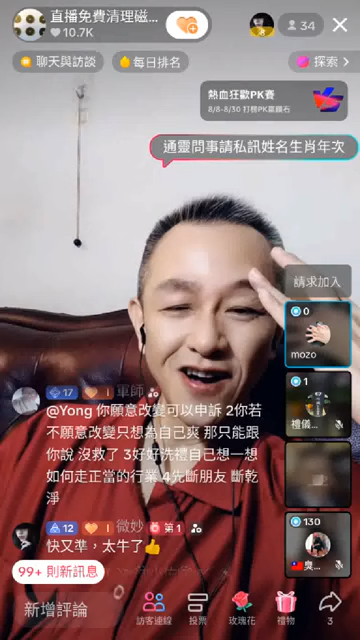 直播免費清理磁...
10.7K
34
聊天與訪談
每日排名
探索
熱血狂歡PK賽
8/8-8/30 打榜PK贏鑽石
通靈問事請私訊姓名生肖年次
請求加入
0
mozo
1
禮儀...
130
臭...
17 I 軍師
@Yong 你願意改變可以申訴 2你若
不願意改變只想為自己爽 那只能跟
你說 沒救了 3好好洗禮自己想一想
如何走正當的行業 4先斷朋友 斷乾
淨
12 I 微妙 第1
快又準，太牛了👍
99+ 則新訊息
新增評論
訪客連線
投票
玫瑰花
禮物
3